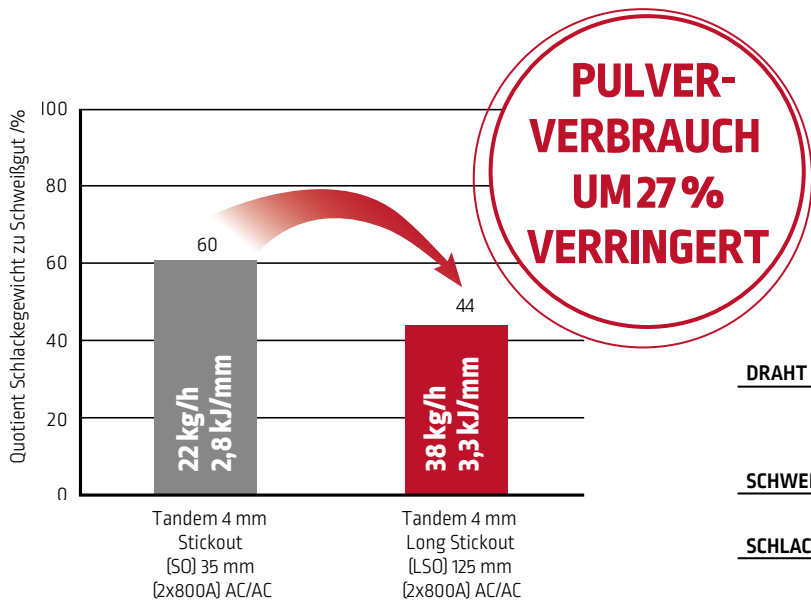 PULVER-
VERBRAUCH
UM 27 %
VERRINGERT
Quotient Schlackegewicht zu Schweißgut /%
100
80
60
40
20
0
60
44
22 kg/h
2,8 kJ/mm
38 kg/h
3,3 kJ/mm
Tandem 4 mm
Stickout
(SO) 35 mm
(2x800A) AC/AC
Tandem 4 mm
Long Stickout
(LSO) 125 mm
(2x800A) AC/AC
DRAHT
SCHWEI
SCHLAC